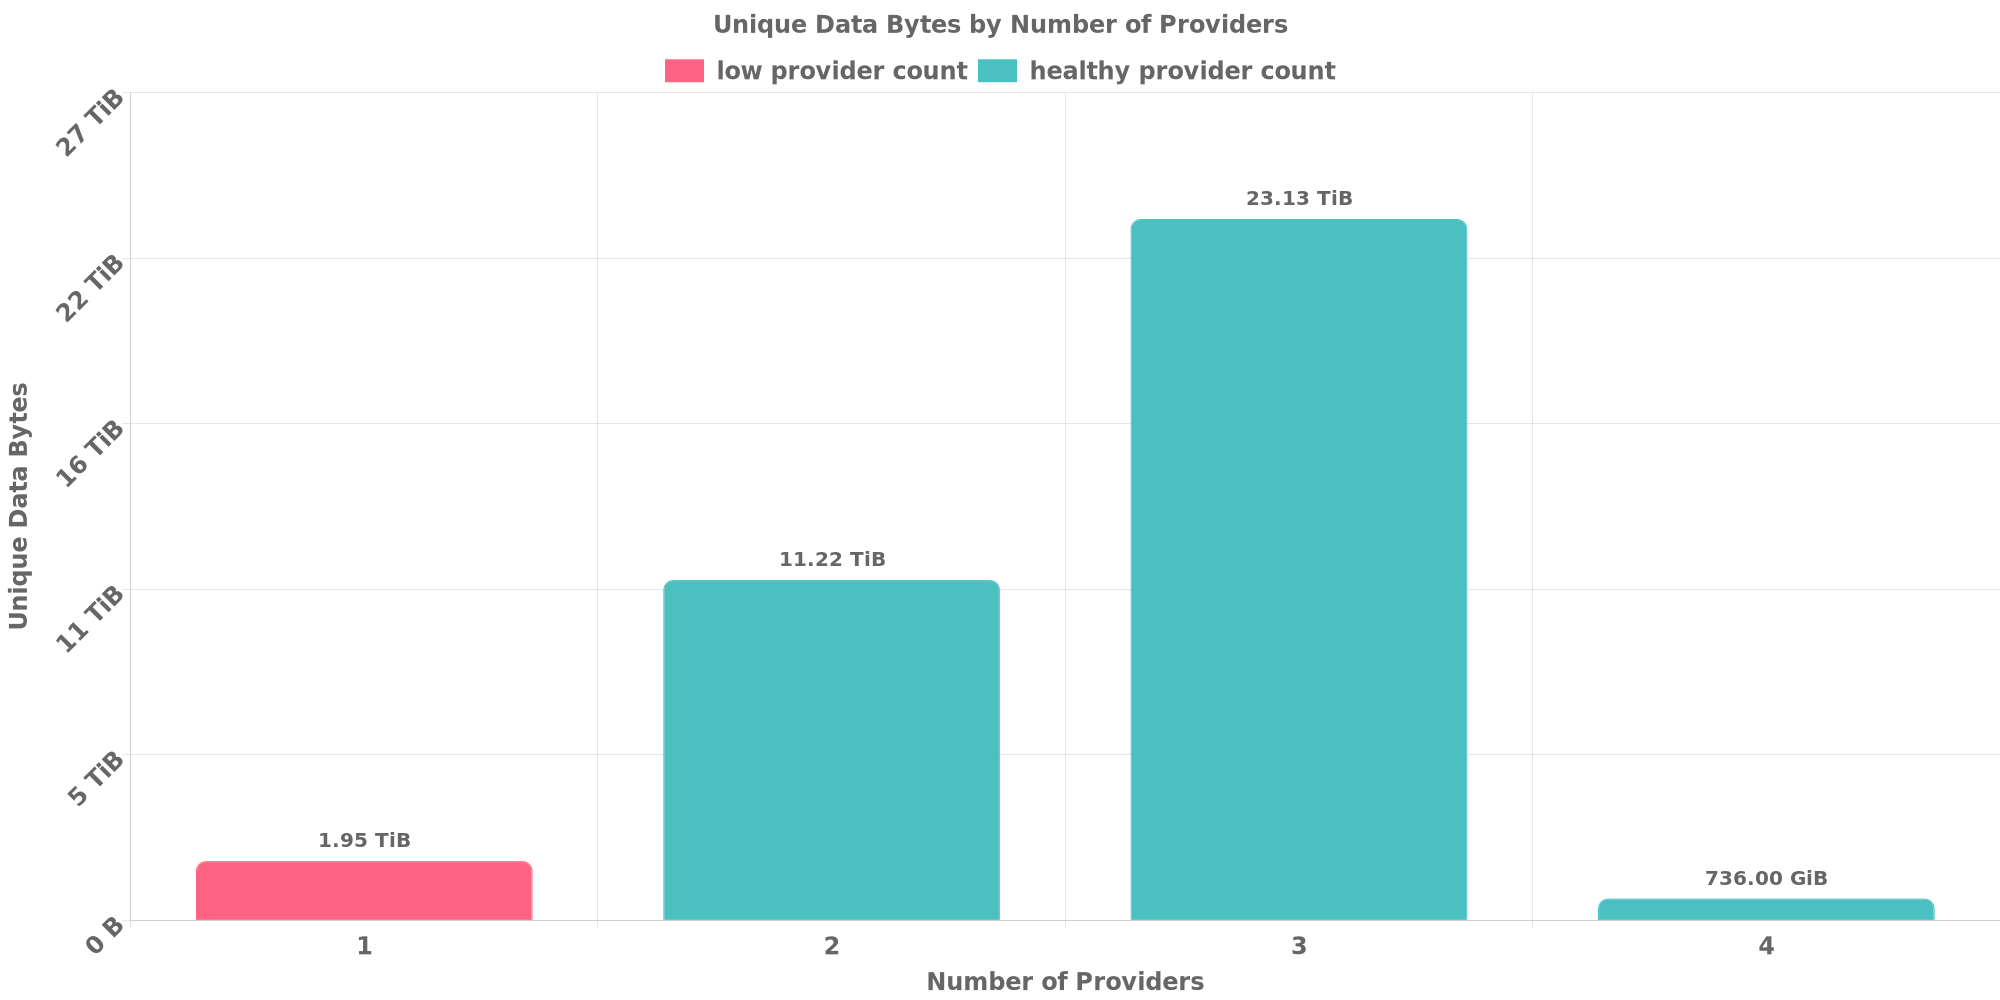 Unique Data Bytes by Number of Providers
low provider count healthy provider count
27 TiB
22 TiB
16 TiB
11 TiB
5 TiB
0 B
Unique Data Bytes
1.95 TiB
11.22 TiB
23.13 TiB
736.00 GiB
1 2 3 4
Number of Providers